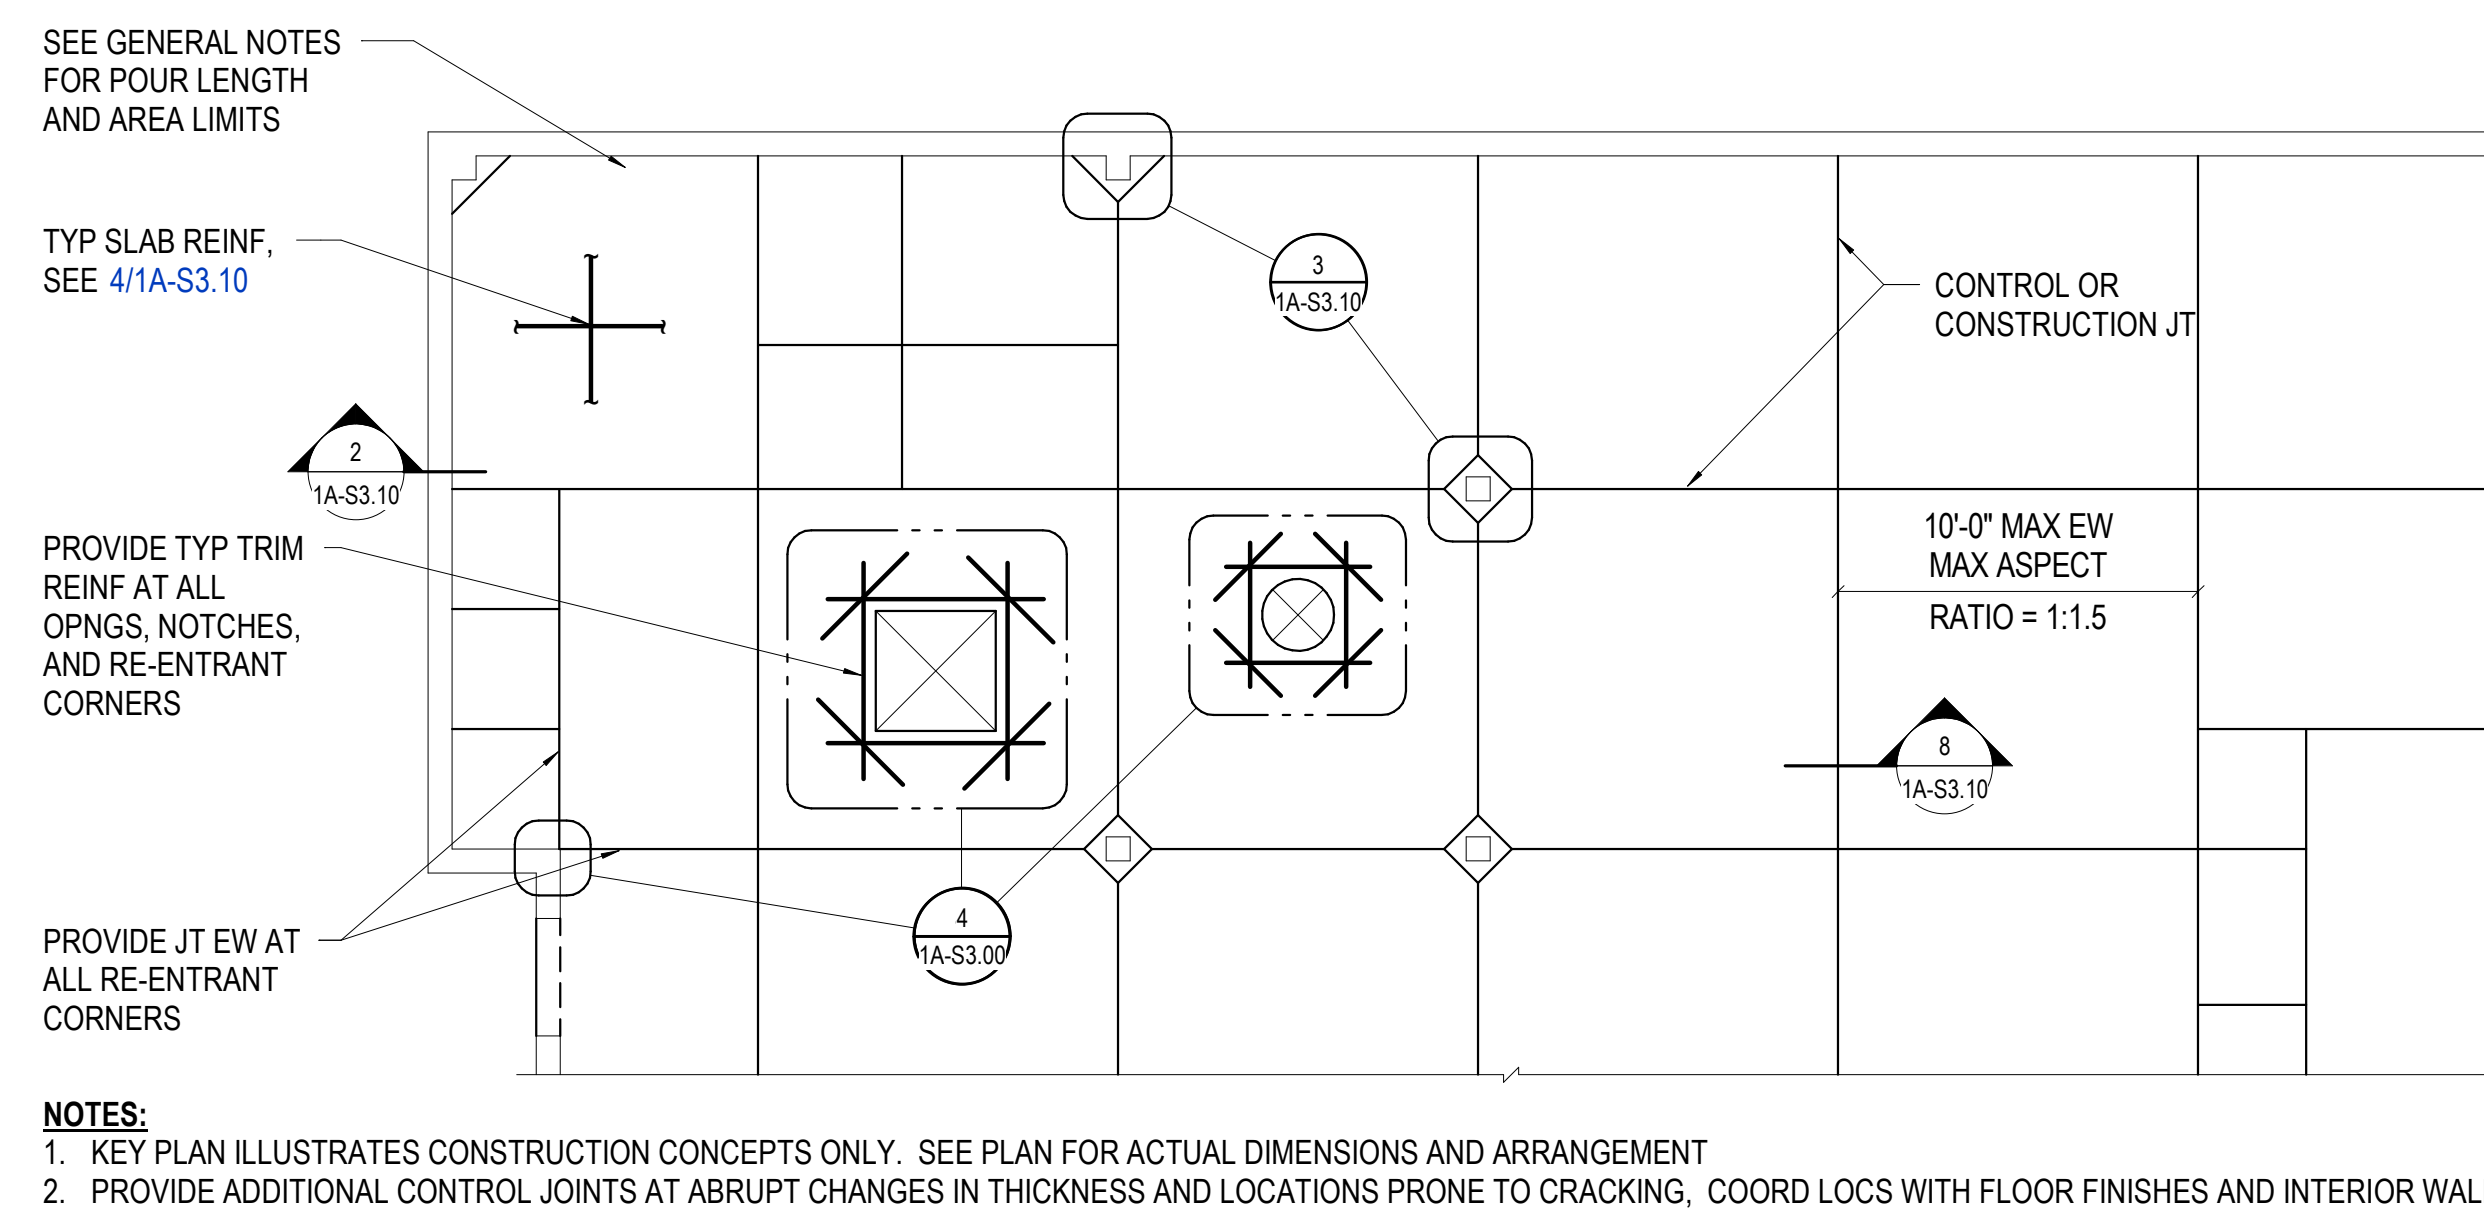 SEE GENERAL NOTES
FOR POUR LENGTH
AND AREA LIMITS
TYP SLAB REINF,
SEE 4/1A-S3.10
3
1A-S3.10
CONTROL OR
CONSTRUCTION JT
2
1A-S3.10
PROVIDE TYP TRIM
REINF AT ALL
OPNGS, NOTCHES,
AND RE-ENTRANT
CORNERS
10'-0" MAX EW
MAX ASPECT
RATIO = 1:1.5
8
1A-S3.10
4
1A-S3.00
PROVIDE JT EW AT
ALL RE-ENTRANT
CORNERS
NOTES:
1. KEY PLAN ILLUSTRATES CONSTRUCTION CONCEPTS ONLY. SEE PLAN FOR ACTUAL DIMENSIONS AND ARRANGEMENT
2. PROVIDE ADDITIONAL CONTROL JOINTS AT ABRUPT CHANGES IN THICKNESS AND LOCATIONS PRONE TO CRACKING, COORD LOCS WITH FLOOR FINISHES AND INTERIOR